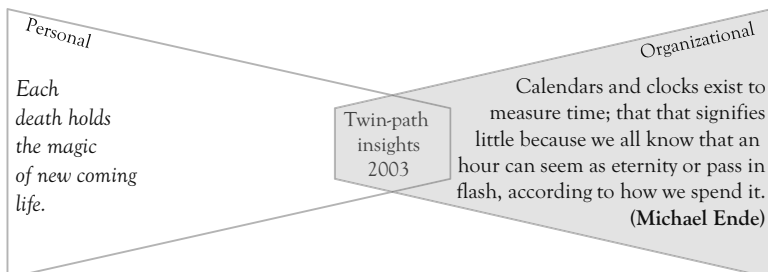 Personal
Each
death holds
the magic
of new coming
life.
Twin-path
insights
2003
Organizational
Calendars and clocks exist to
measure time; that that signifies
little because we all know that an
hour can seem as eternity or pass in
flash, according to how we spend it.
(Michael Ende)